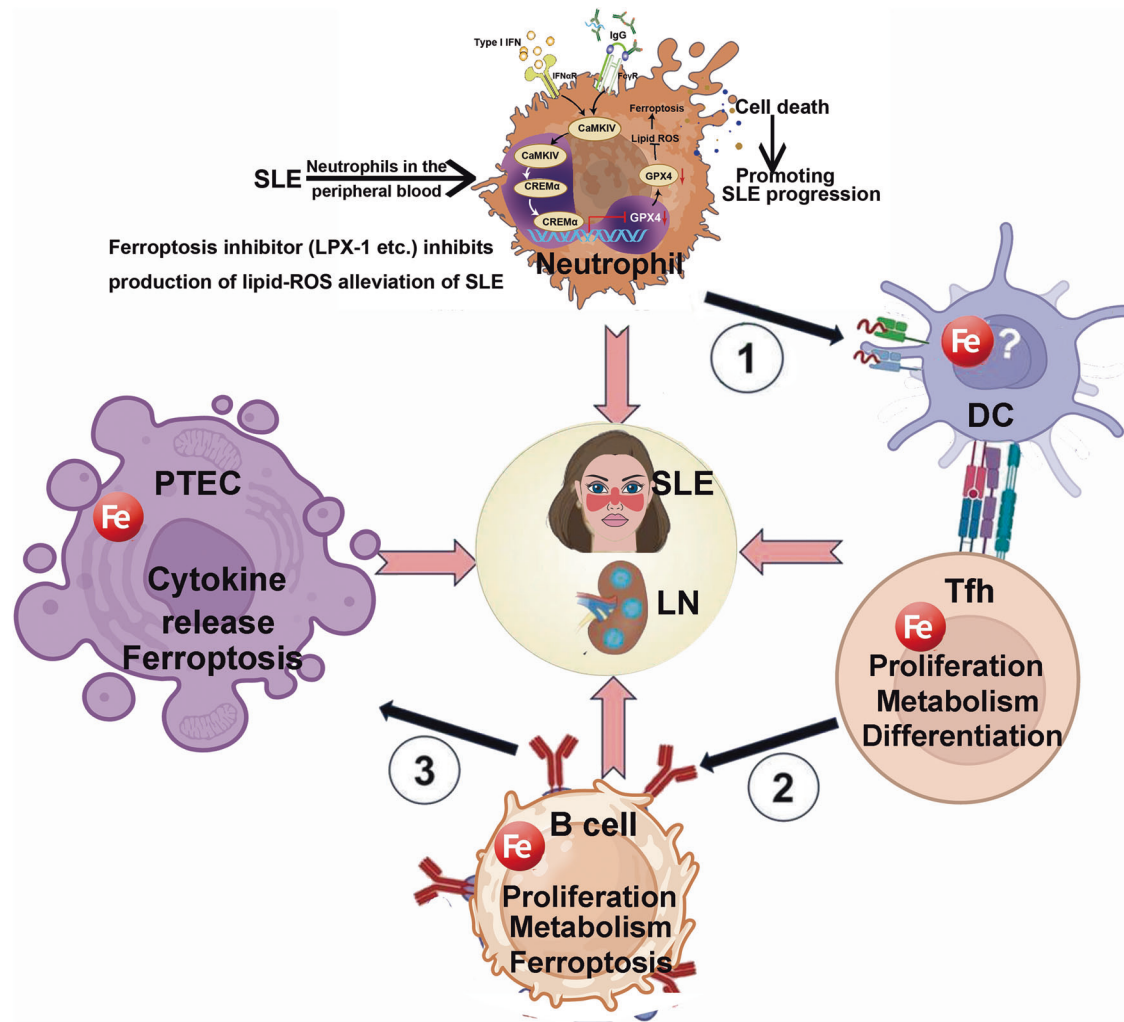 Type I IFN
IgG
IFNαR
FcγR
CaMKIV
CaMKIV
CREMα
CREMα
Ferroptosis
Lipid ROS
GPX4
GPX4
Neutrophil
Cell death
Promoting
SLE progression
SLE
Neutrophils in the
peripheral blood
Ferroptosis inhibitor (LPX-1 etc.) inhibits
production of lipid-ROS alleviation of SLE
1
Fe
?
DC
PTEC
Fe
Cytokine
release
Ferroptosis
SLE
LN
Tfh
Fe
Proliferation
Metabolism
Differentiation
3
2
B cell
Fe
Proliferation
Metabolism
Ferroptosis